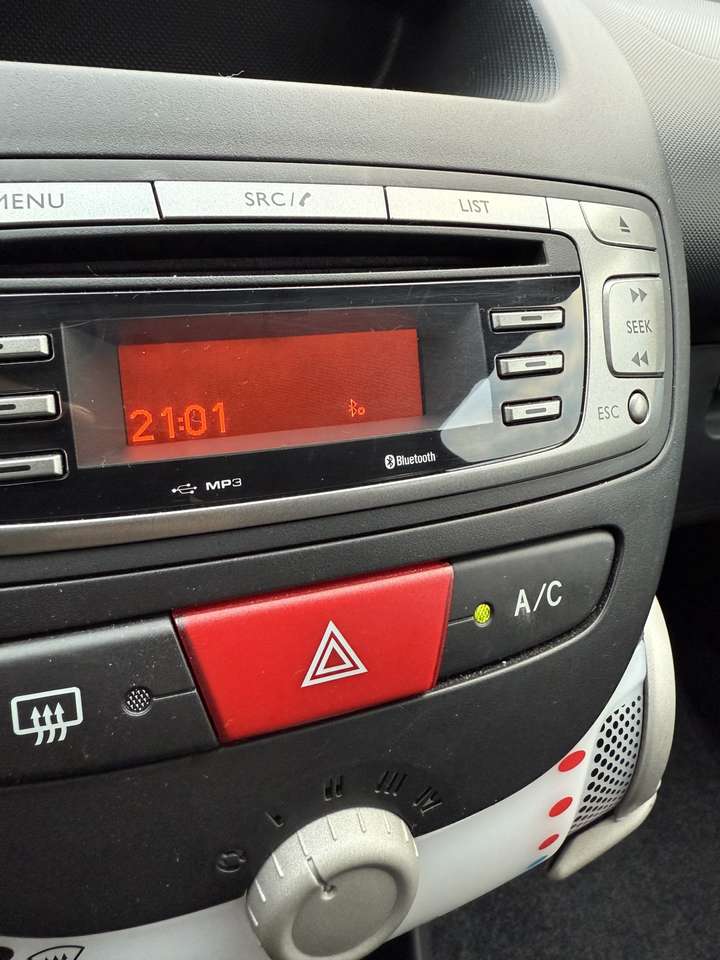 MENU
SRC/
LIST
SEEK
ESC
21:01
MP3
Bluetooth
A/C